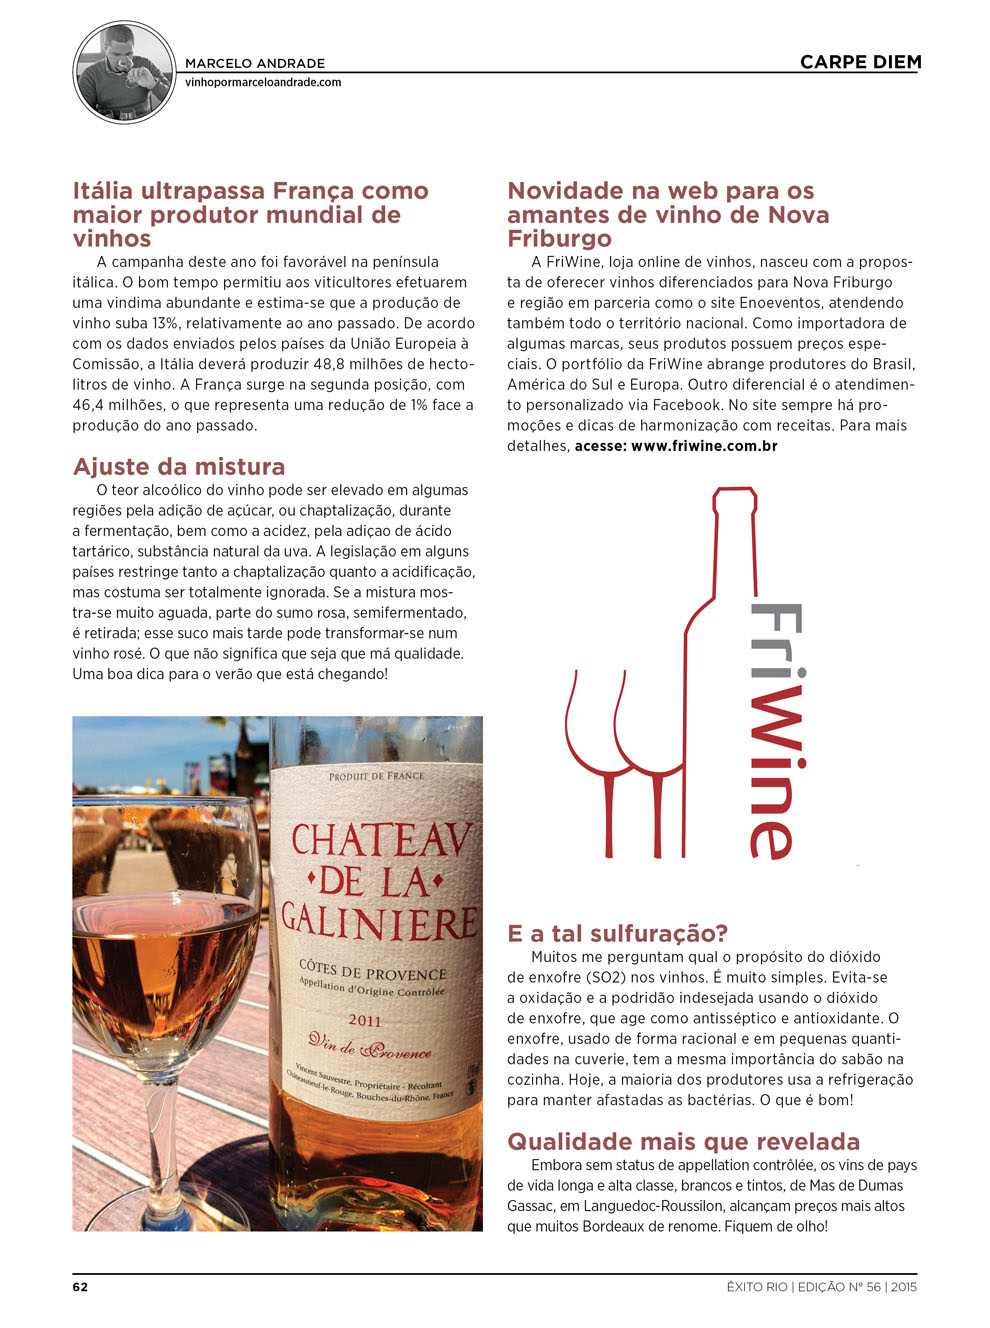 MARCELO ANDRADE
vinhopormarceloandrade.com
CARPE DIEM
Itália ultrapassa França como
maior produtor mundial de
vinhos
A campanha deste ano foi favorável na península
itálica. O bom tempo permitiu aos viticultores efetuarem
uma vindima abundante e estima-se que a produção de
vinho suba 13%, relativamente ao ano passado. De acordo
com os dados enviados pelos países da União Europeia à
Comissão, a Itália deverá produzir 48,8 milhões de hecto-
litros de vinho. A França surge na segunda posição, com
46,4 milhões, o que representa uma redução de 1% face a
produção do ano passado.
Ajuste da mistura
O teor alcoólico do vinho pode ser elevado em algumas
regiões pela adição de açúcar, ou chaptalização, durante
a fermentação, bem como a acidez, pela adiçao de ácido
tartárico, substância natural da uva. A legislação em alguns
países restringe tanto a chaptalização quanto a acidificação,
mas costuma ser totalmente ignorada. Se a mistura mos-
tra-se muito aguada, parte do sumo rosa, semifermentado,
é retirada; esse suco mais tarde pode transformar-se num
vinho rosé. O que não significa que seja que má qualidade.
Uma boa dica para o verão que está chegando!
PRODUIT DE FRANCE
CHATEAV
DE LA
GALINIERE
CÔTES DE PROVENCE
Appellation d'Origine Contrôlée
2011
Vin de Provence
Vincent Sauvestre, Propriétaire - Récoltant
Châteauneuf-le-Rouge, Bouches-du-Rhône, France
Novidade na web para os
amantes de vinho de Nova
Friburgo
A FriWine, loja online de vinhos, nasceu com a propos-
ta de oferecer vinhos diferenciados para Nova Friburgo
e região em parceria como o site Enoeventos, atendendo
também todo o território nacional. Como importadora de
algumas marcas, seus produtos possuem preços espe-
ciais. O portfólio da FriWine abrange produtores do Brasil,
América do Sul e Europa. Outro diferencial é o atendimen-
to personalizado via Facebook. No site sempre há pro-
moções e dicas de harmonização com receitas. Para mais
detalhes, acesse: www.friwine.com.br
FriWine
E a tal sulfuração?
Muitos me perguntam qual o propósito do dióxido
de enxofre (SO2) nos vinhos. É muito simples. Evita-se
a oxidação e a podridão indesejada usando o dióxido
de enxofre, que age como antisséptico e antioxidante. O
enxofre, usado de forma racional e em pequenas quanti-
dades na cuverie, tem a mesma importância do sabão na
cozinha. Hoje, a maioria dos produtores usa a refrigeração
para manter afastadas as bactérias. O que é bom!
Qualidade mais que revelada
Embora sem status de appellation contrôlée, os vins de pays
de vida longa e alta classe, brancos e tintos, de Mas de Dumas
Gassac, em Languedoc-Roussilon, alcançam preços mais altos
que muitos Bordeaux de renome. Fiquem de olho!
62
ÊXITO RIO | EDIÇÃO Nº 56 | 2015